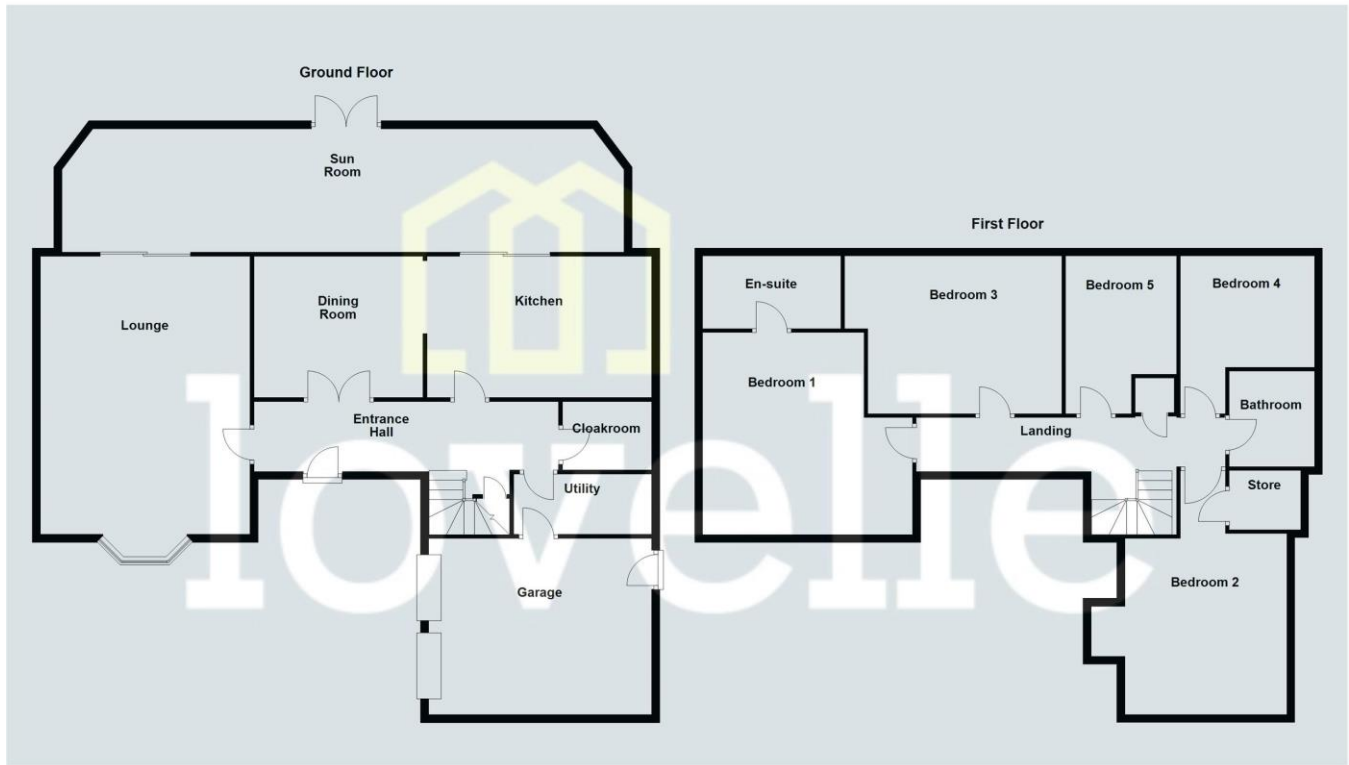 Ground Floor
Sun
Room
Lounge
Dining
Room
Kitchen
Entrance
Hall
Cloakroom
Utility
Garage
First Floor
En-suite
Bedroom 3
Bedroom 5
Bedroom 4
Bedroom 1
Bathroom
Landing
Store
Bedroom 2
lovelle